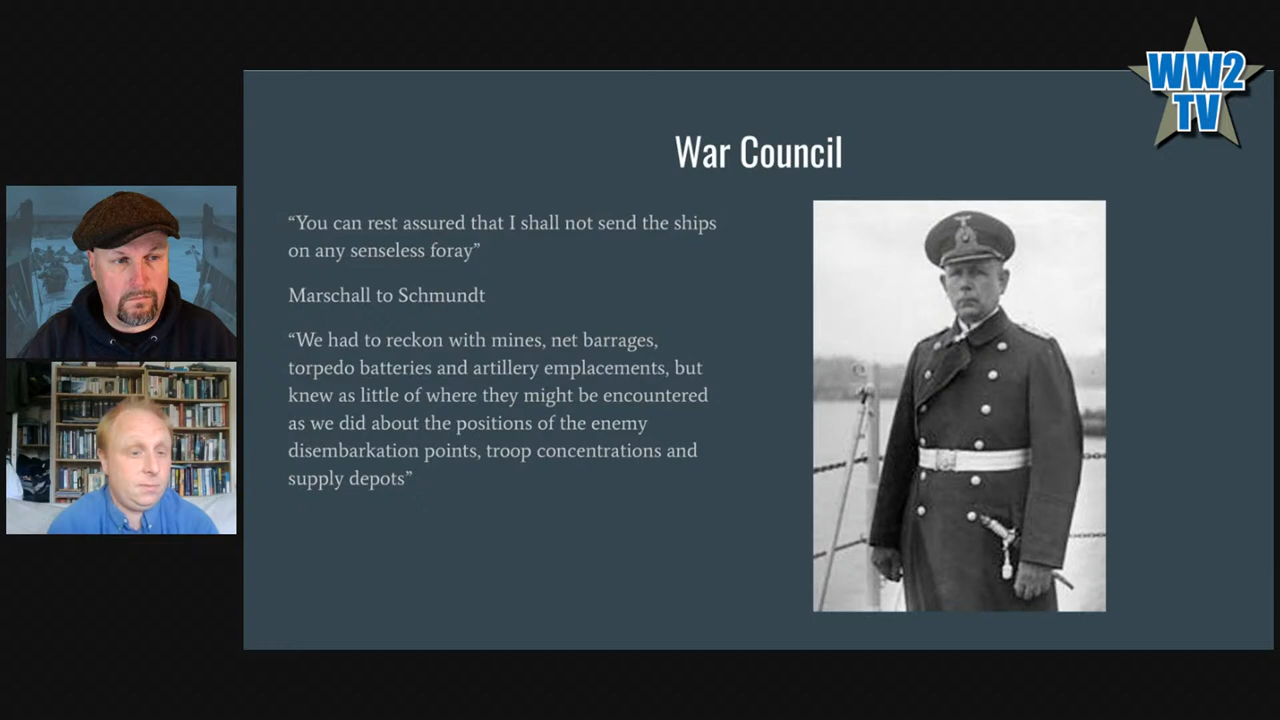 WW2
TV
War Council
“You can rest assured that I shall not send the ships
on any senseless foray”
Marschall to Schmundt
“We had to reckon with mines, net barrages,
torpedo batteries and artillery emplacements, but
knew as little of where they might be encountered
as we did about the positions of the enemy
disembarkation points, troop concentrations and
supply depots”